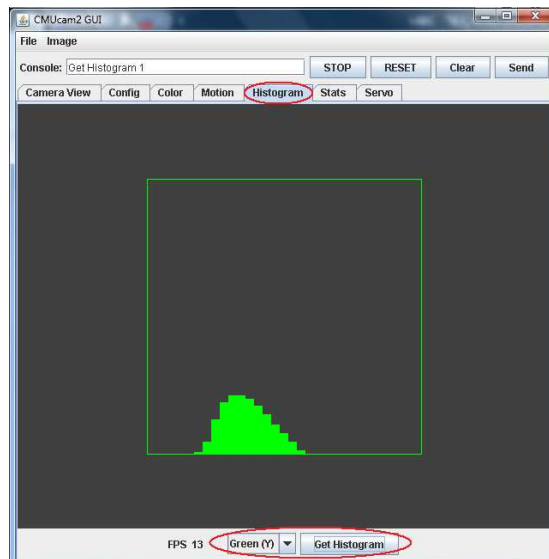 CMUcam2 GUI
File Image
Console: Get Histogram 1 STOP RESET Clear Send
Camera View Config Color Motion Histogram Stats Servo
FPS 13 Green (Y) Get Histogram